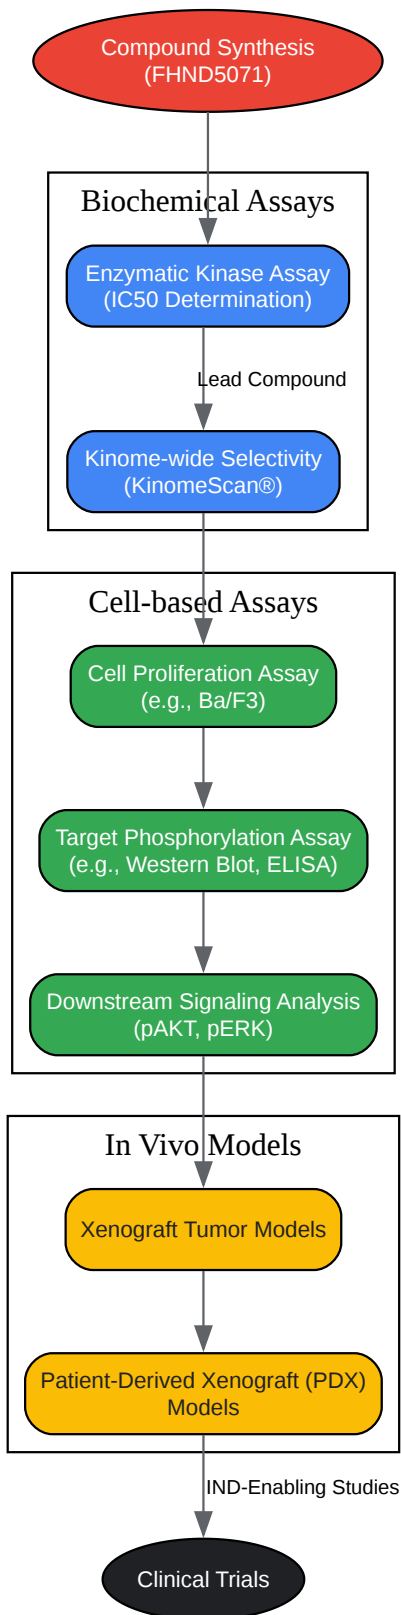 Compound Synthesis
(FHND5071)
Biochemical Assays
Enzymatic Kinase Assay
(IC50 Determination)
Lead Compound
Kinome-wide Selectivity
(KinomeScan®)
Cell-based Assays
Cell Proliferation Assay
(e.g., Ba/F3)
Target Phosphorylation Assay
(e.g., Western Blot, ELISA)
Downstream Signaling Analysis
(pAKT, pERK)
In Vivo Models
Xenograft Tumor Models
Patient-Derived Xenograft (PDX)
Models
IND-Enabling Studies
Clinical Trials